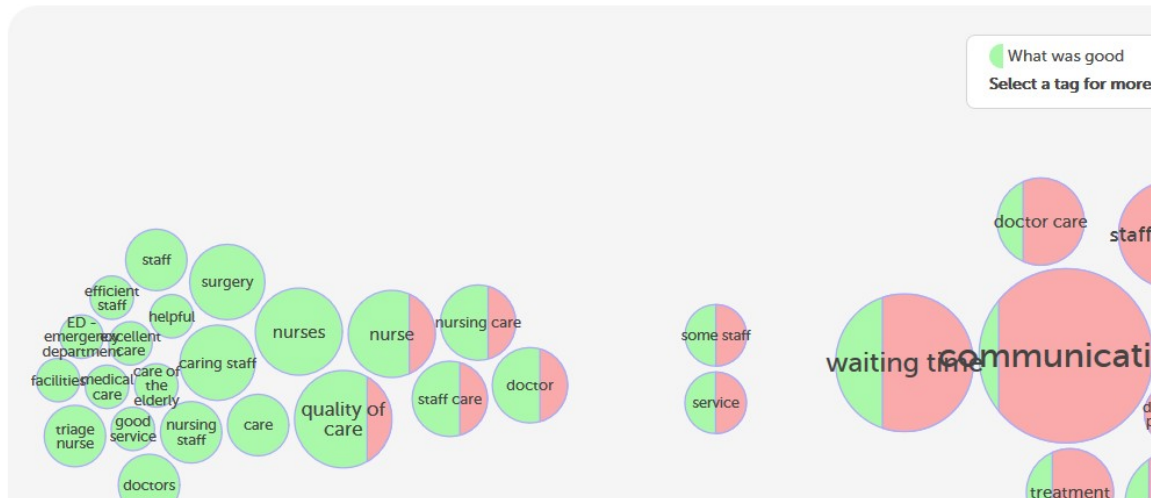 What was good
Select a tag for more
doctor care
staff
staff
surgery
efficient
staff
helpful
ED -
emergency
department
excellent
care
nurses
nurse
nursing care
some staff
waiting time
communicati
caring staff
facilities
medical
care
care of
the
elderly
staff care
doctor
service
quality of
care
triage
nurse
good
service
nursing
staff
care
doctors
treatment